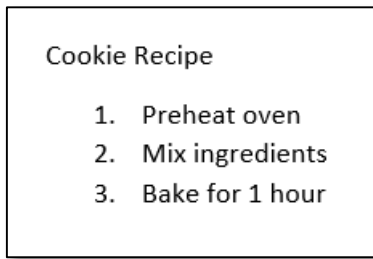 Cookie Recipe
1. Preheat oven
2. Mix ingredients
3. Bake for 1 hour